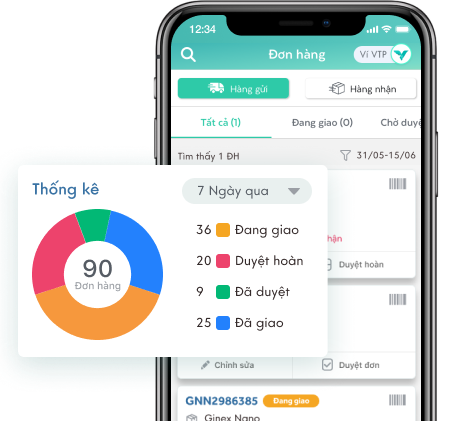 12:34
Đơn hàng
Ví VTP
Hàng gửi
Hàng nhận
Tất cả (1)
Đang giao (0)
Chờ duyệ
Tìm thấy 1 ĐH
31/05-15/06
Thống kê
7 Ngày qua
90
Đơn hàng
36 Đang giao
20 Duyệt hoàn
9 Đã duyệt
25 Đã giao
hận
Duyệt hoàn
Chỉnh sửa
Duyệt đơn
GNN2986385
Đang giao
Ginex Nano